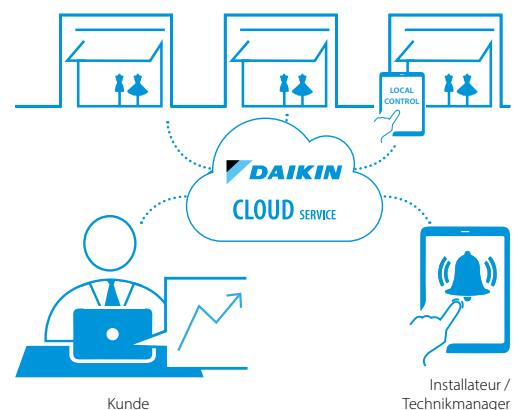 LOCAL
CONTROL
DAIKIN
CLOUD SERVICE
Kunde
Installateur /
Technikmanager